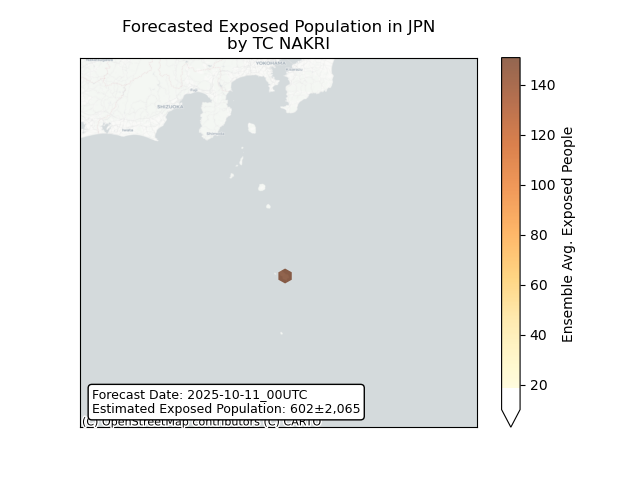 Forecasted Exposed Population in JPN
by TC NAKRI
YOKOHAMA
SHIZUOKA
140
120
100
80
60
40
20
Ensemble Avg. Exposed People
Forecast Date: 2025-10-11_00UTC
Estimated Exposed Population: 602±2,065
(C) OpenStreetMap contributors (C) CARTO